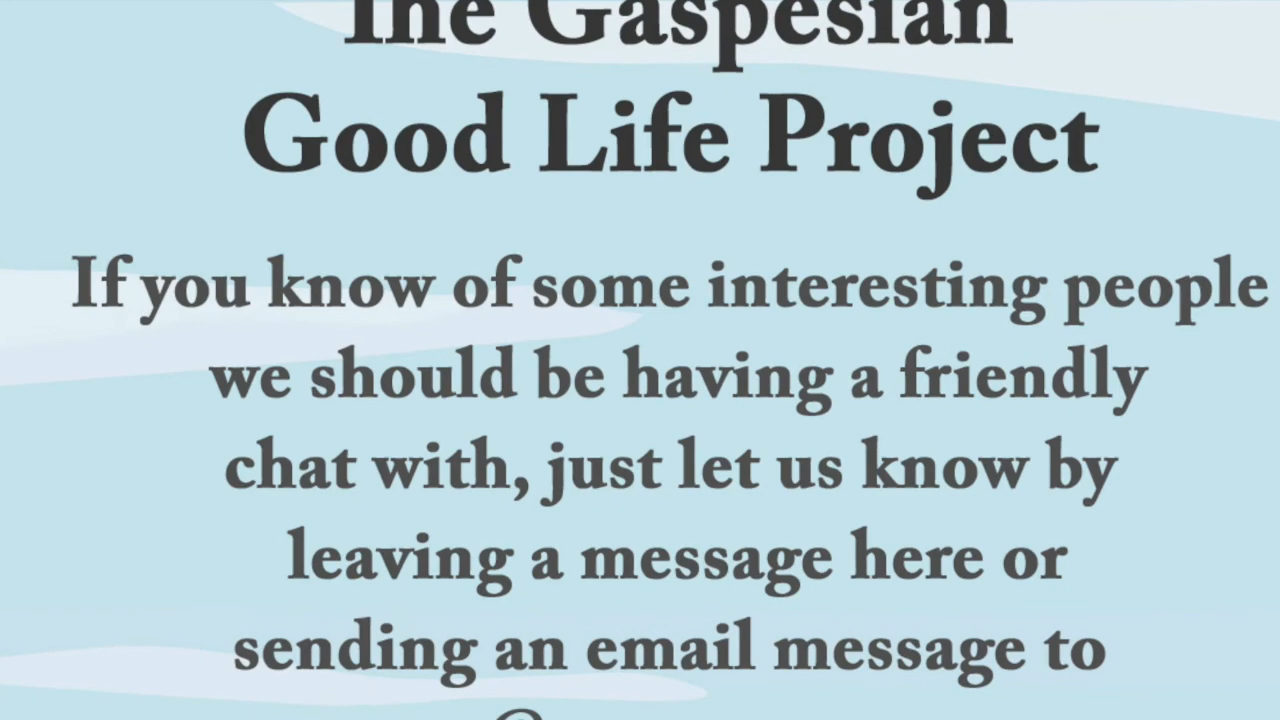 The Gaspesian
Good Life Project
If you know of some interesting people
we should be having a friendly
chat with, just let us know by
leaving a message here or
sending an email message to